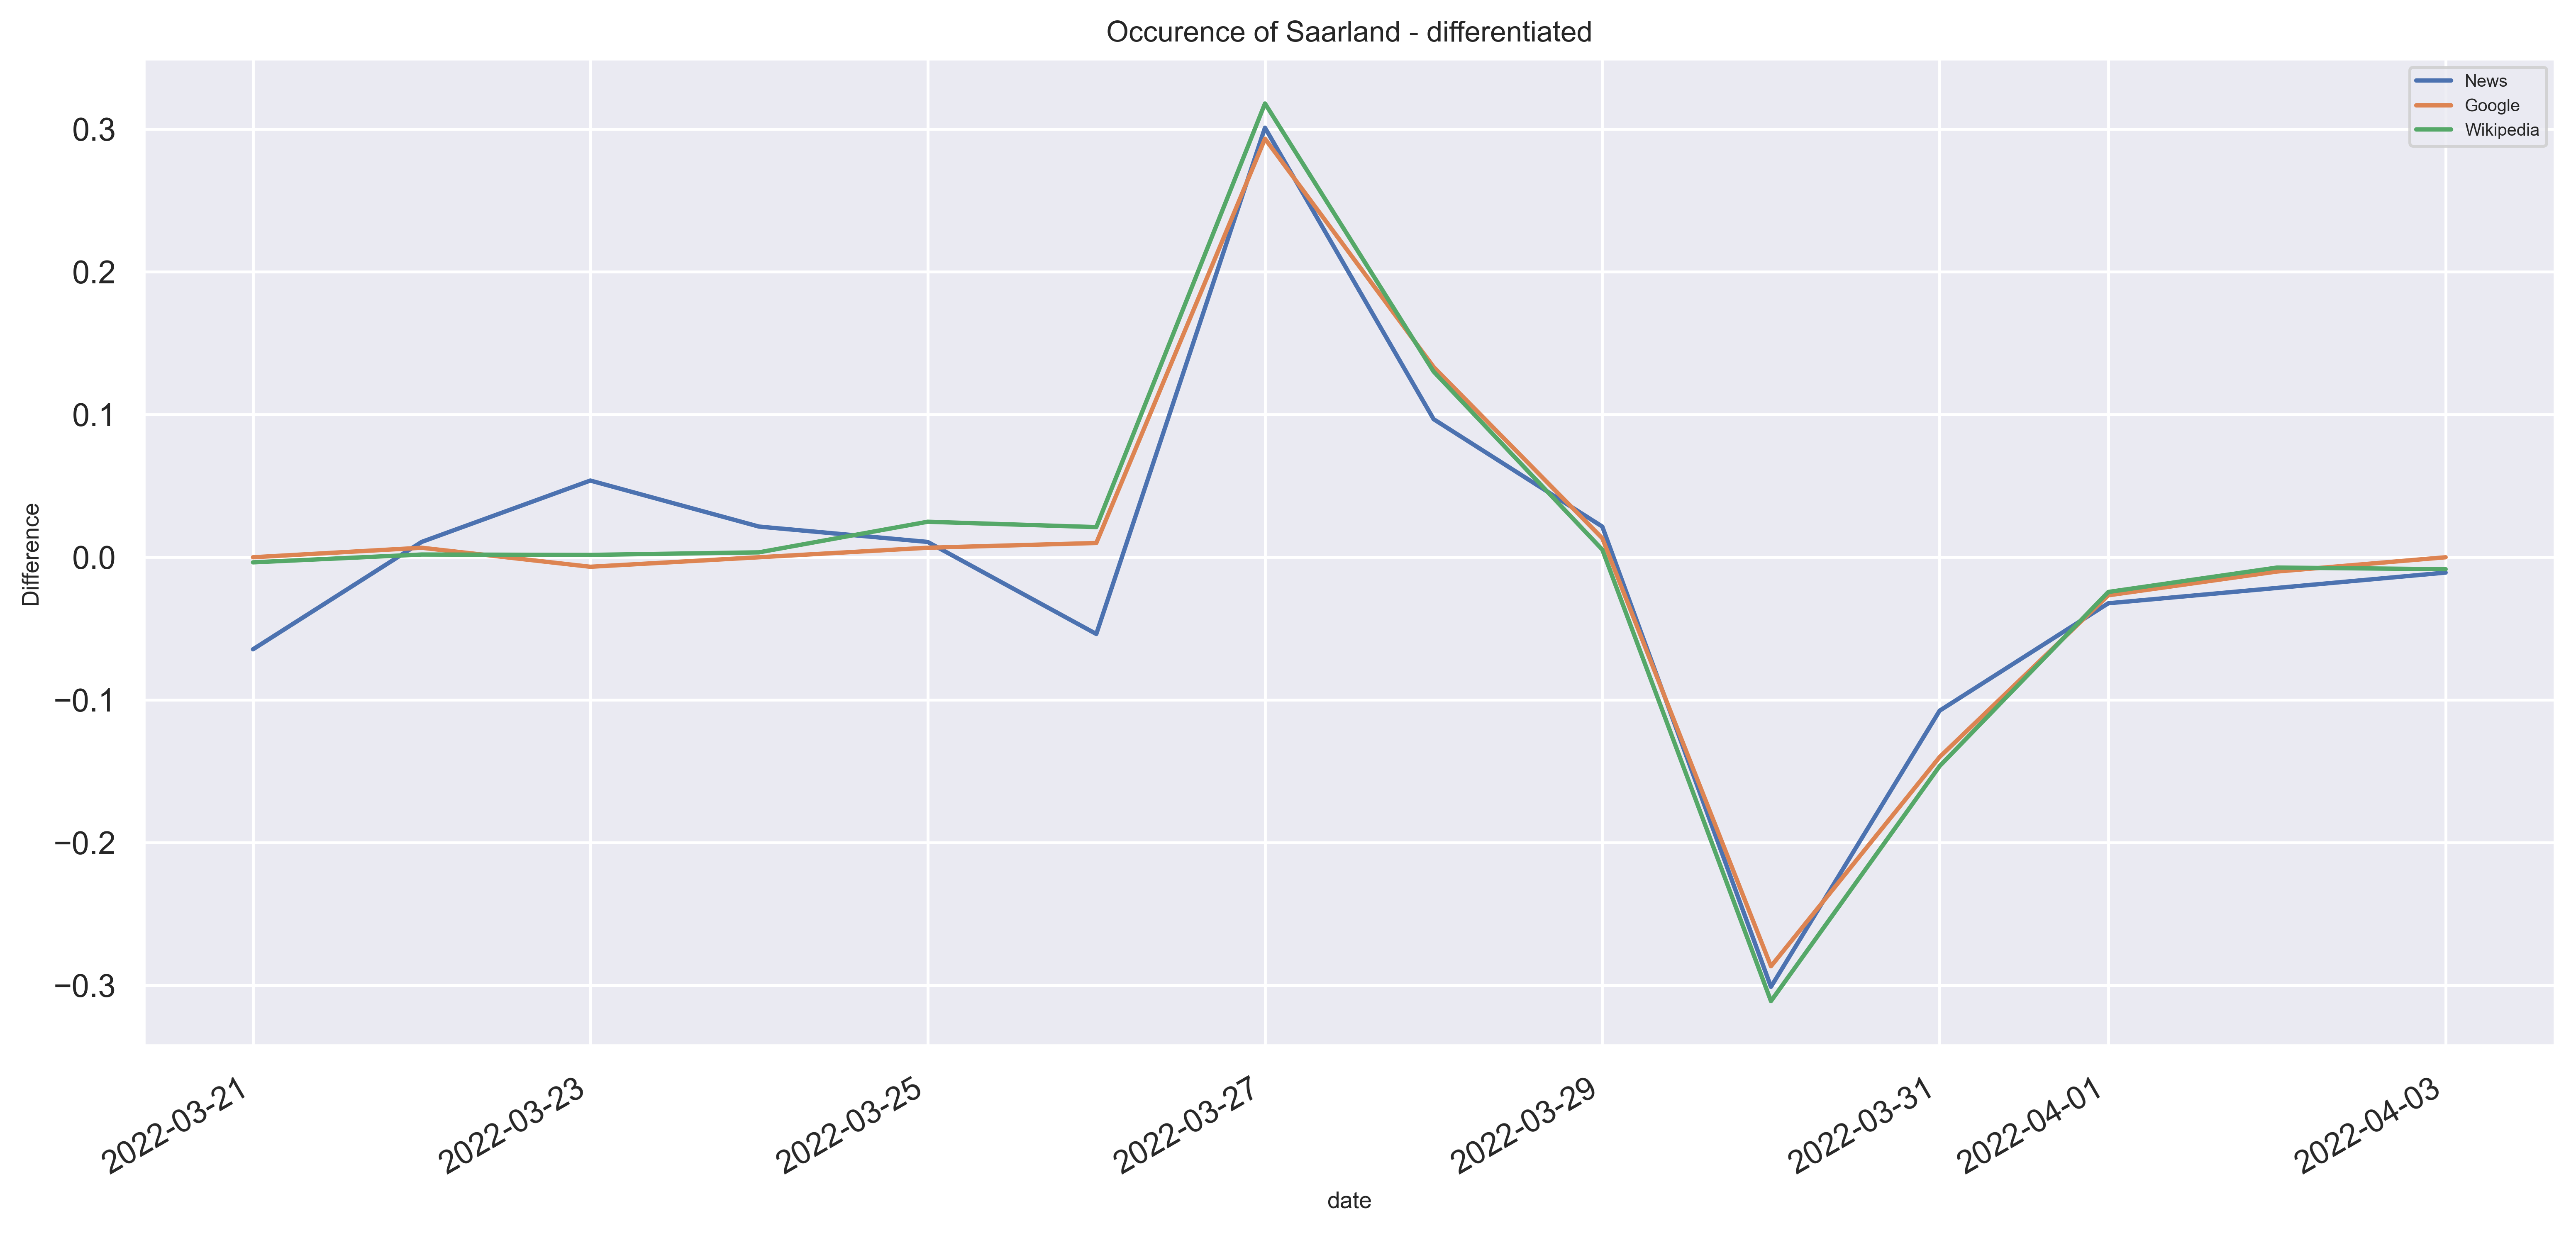 Occurence of Saarland - differentiated
News
Google
Wikipedia
0.3
0.2
0.1
0.0
−0.1
−0.2
−0.3
Difference
2022-03-21
2022-03-23
2022-03-25
2022-03-27
2022-03-29
2022-03-31
2022-04-01
2022-04-03
date